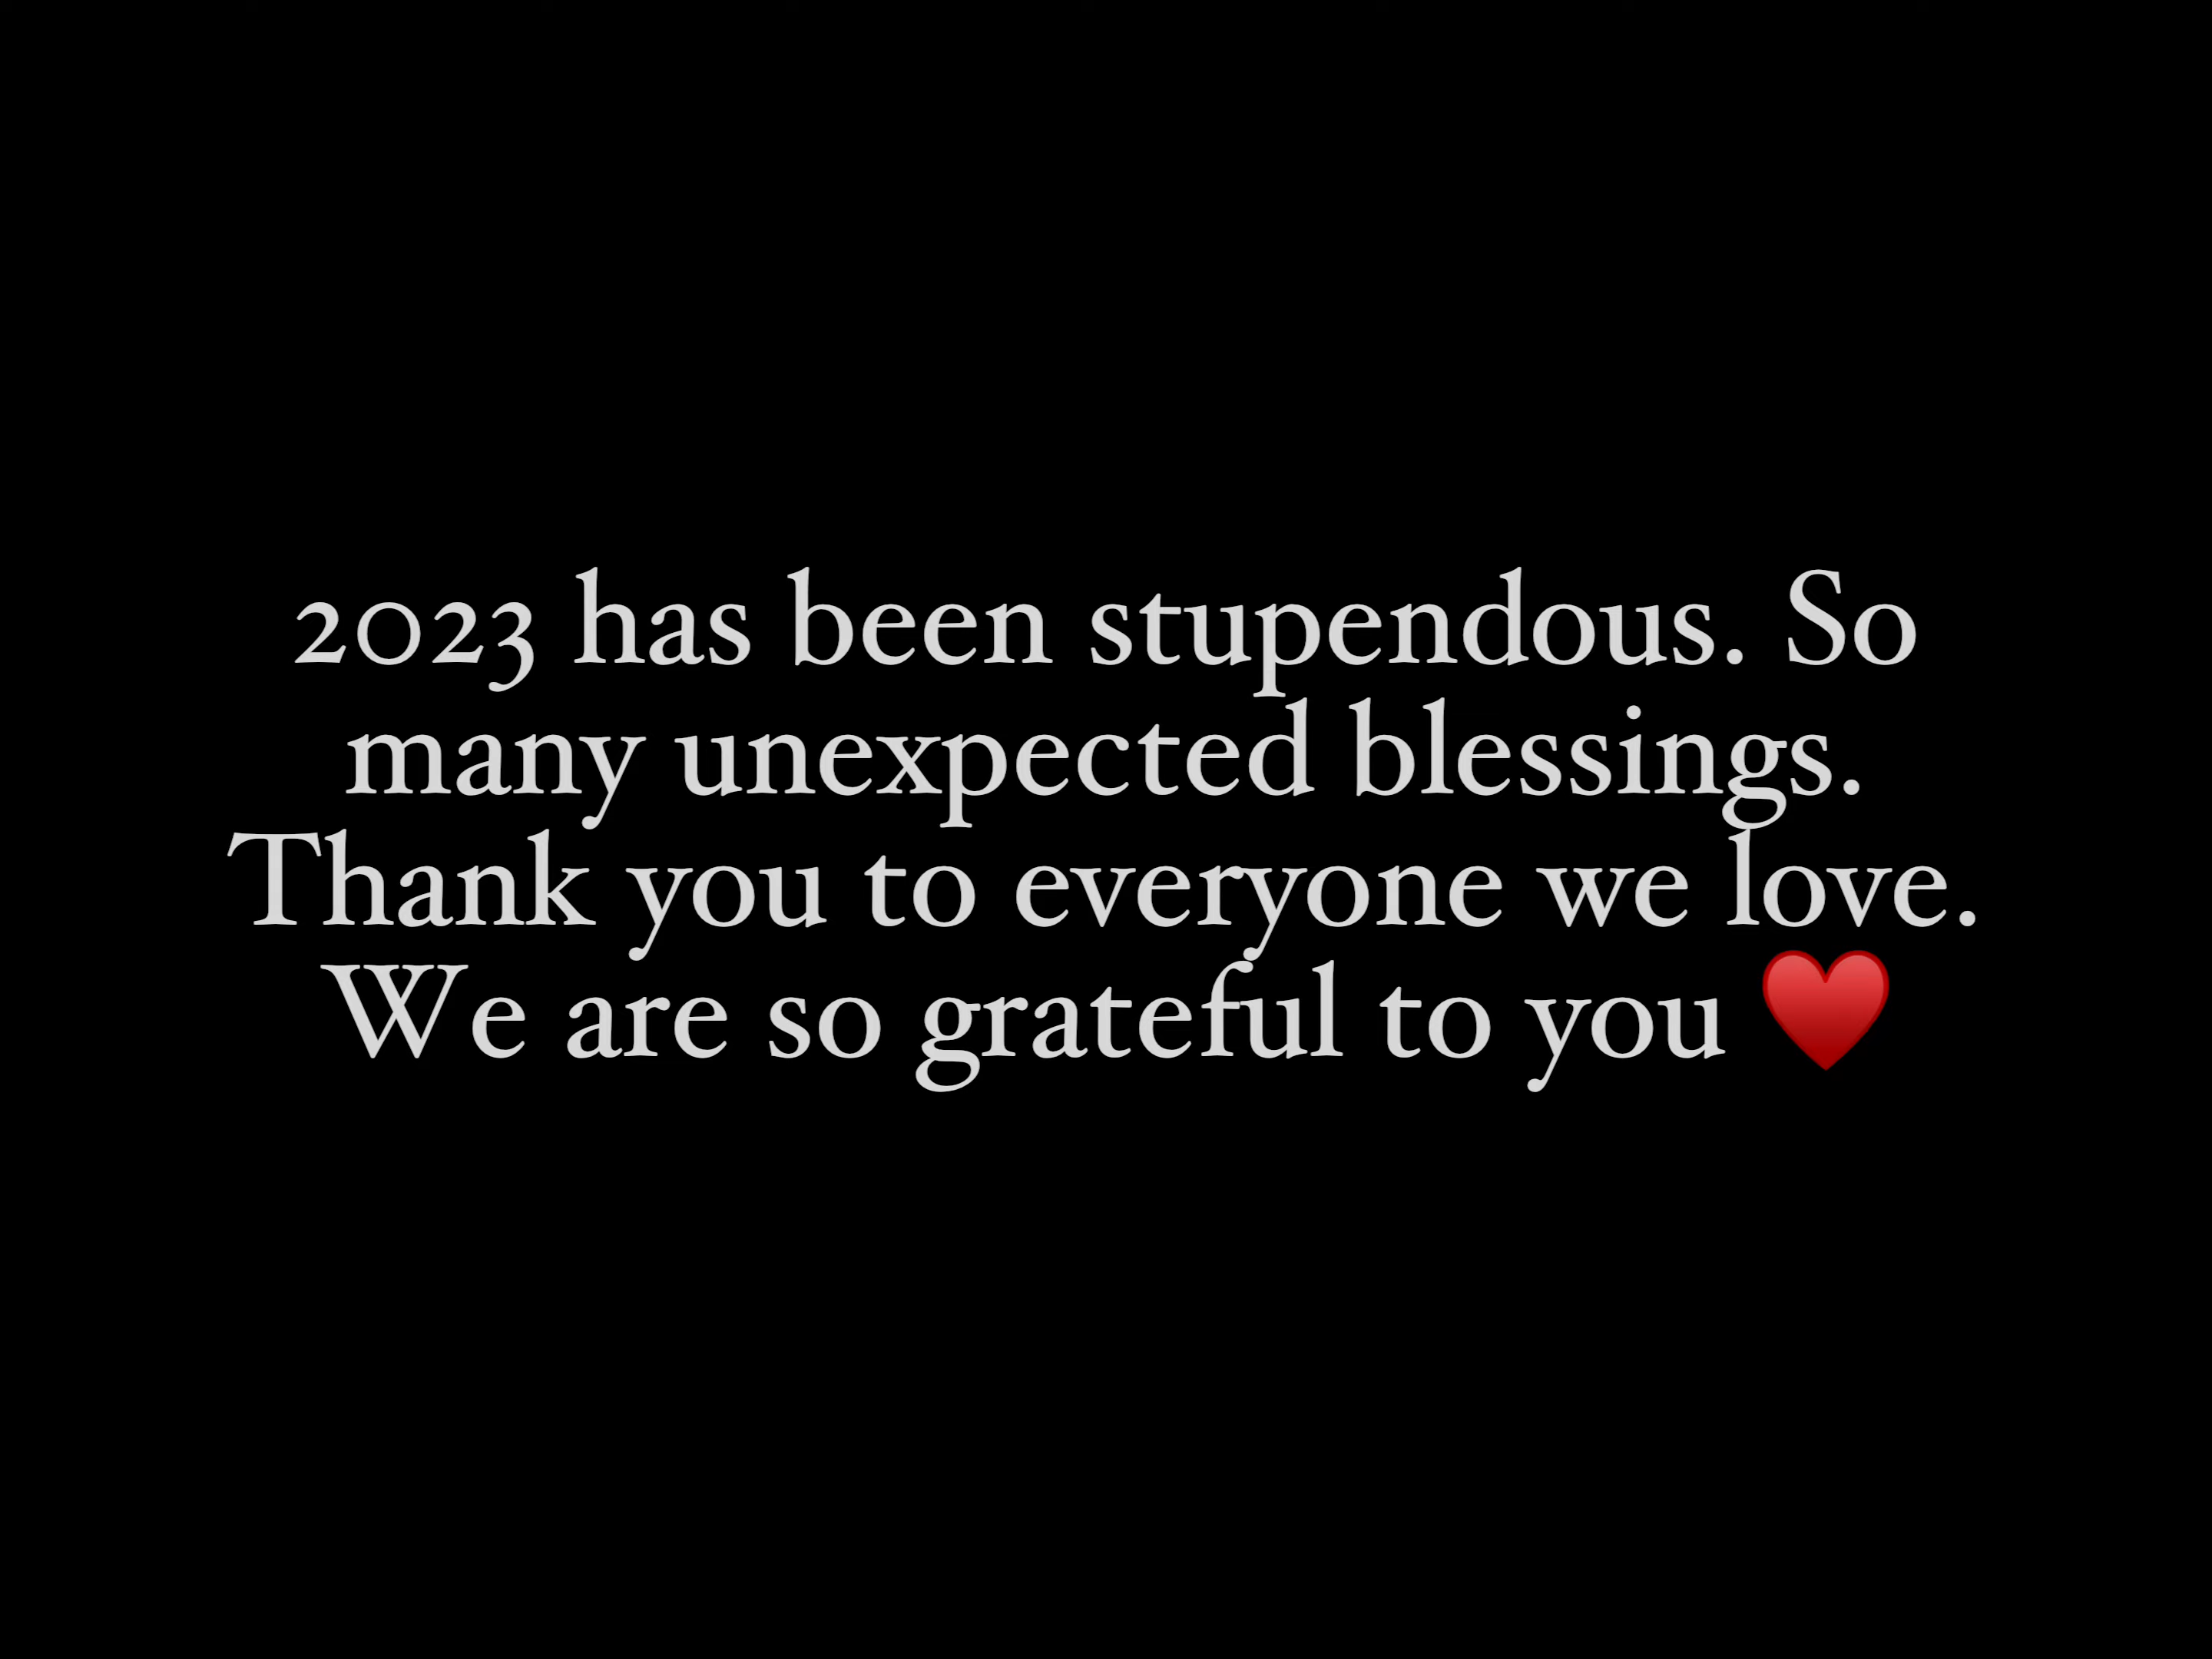 2023 has been stupendous. So
many unexpected blessings.
Thank you to everyone we love.
We are so grateful to you ♥️